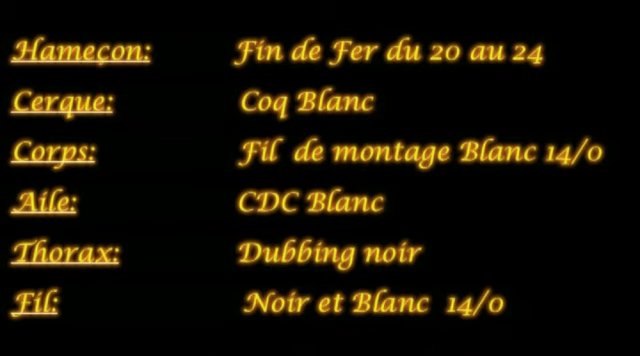 Hameçon: Fin de Fer du 20 au 24
Cerque: Coq Blanc
Corps: Fil de montage Blanc 14/0
Aile: CDC Blanc
Thorax: Dubbing noir
Fil: Noir et Blanc 14/0